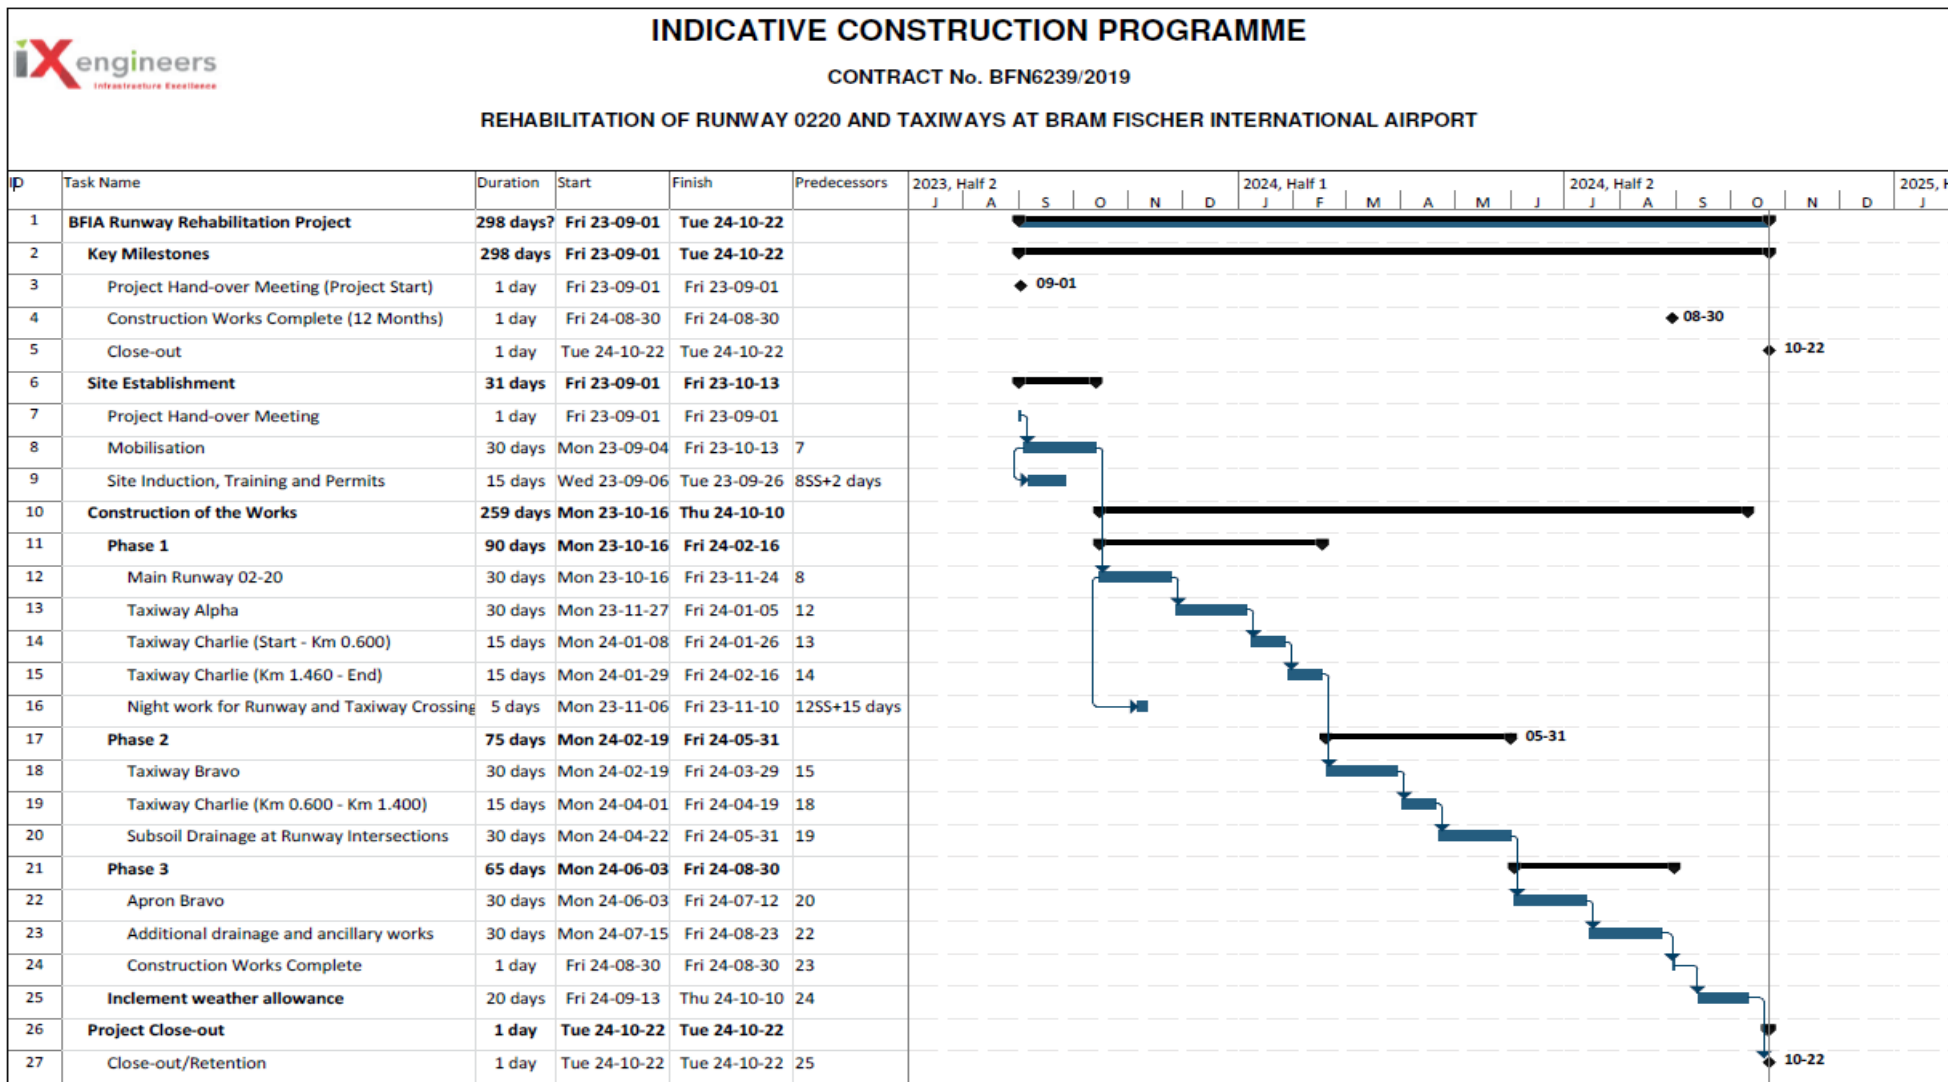 INDICATIVE CONSTRUCTION PROGRAMME
iX engineers
Infrastructure Excellence
CONTRACT No. BFN6239/2019
REHABILITATION OF RUNWAY 0220 AND TAXIWAYS AT BRAM FISCHER INTERNATIONAL AIRPORT
ID Task Name Duration Start Finish Predecessors 2023, Half 2 2024, Half 1 2024, Half 2 2025, H
J A S O N D J F M A M J J A S O N D J
1 BFIA Runway Rehabilitation Project 298 days? Fri 23-09-01 Tue 24-10-22
2 Key Milestones 298 days Fri 23-09-01 Tue 24-10-22
3 Project Hand-over Meeting (Project Start) 1 day Fri 23-09-01 Fri 23-09-01 09-01
4 Construction Works Complete (12 Months) 1 day Fri 24-08-30 Fri 24-08-30 08-30
5 Close-out 1 day Tue 24-10-22 Tue 24-10-22 10-22
6 Site Establishment 31 days Fri 23-09-01 Fri 23-10-13
7 Project Hand-over Meeting 1 day Fri 23-09-01 Fri 23-09-01
8 Mobilisation 30 days Mon 23-09-04 Fri 23-10-13 7
9 Site Induction, Training and Permits 15 days Wed 23-09-06 Tue 23-09-26 8SS+2 days
10 Construction of the Works 259 days Mon 23-10-16 Thu 24-10-10
11 Phase 1 90 days Mon 23-10-16 Fri 24-02-16
12 Main Runway 02-20 30 days Mon 23-10-16 Fri 23-11-24 8
13 Taxiway Alpha 30 days Mon 23-11-27 Fri 24-01-05 12
14 Taxiway Charlie (Start - Km 0.600) 15 days Mon 24-01-08 Fri 24-01-26 13
15 Taxiway Charlie (Km 1.460 - End) 15 days Mon 24-01-29 Fri 24-02-16 14
16 Night work for Runway and Taxiway Crossing 5 days Mon 23-11-06 Fri 23-11-10 12SS+15 days
17 Phase 2 75 days Mon 24-02-19 Fri 24-05-31 05-31
18 Taxiway Bravo 30 days Mon 24-02-19 Fri 24-03-29 15
19 Taxiway Charlie (Km 0.600 - Km 1.400) 15 days Mon 24-04-01 Fri 24-04-19 18
20 Subsoil Drainage at Runway Intersections 30 days Mon 24-04-22 Fri 24-05-31 19
21 Phase 3 65 days Mon 24-06-03 Fri 24-08-30
22 Apron Bravo 30 days Mon 24-06-03 Fri 24-07-12 20
23 Additional drainage and ancillary works 30 days Mon 24-07-15 Fri 24-08-23 22
24 Construction Works Complete 1 day Fri 24-08-30 Fri 24-08-30 23
25 Inclement weather allowance 20 days Fri 24-09-13 Thu 24-10-10 24
26 Project Close-out 1 day Tue 24-10-22 Tue 24-10-22
27 Close-out/Retention 1 day Tue 24-10-22 Tue 24-10-22 25 10-22